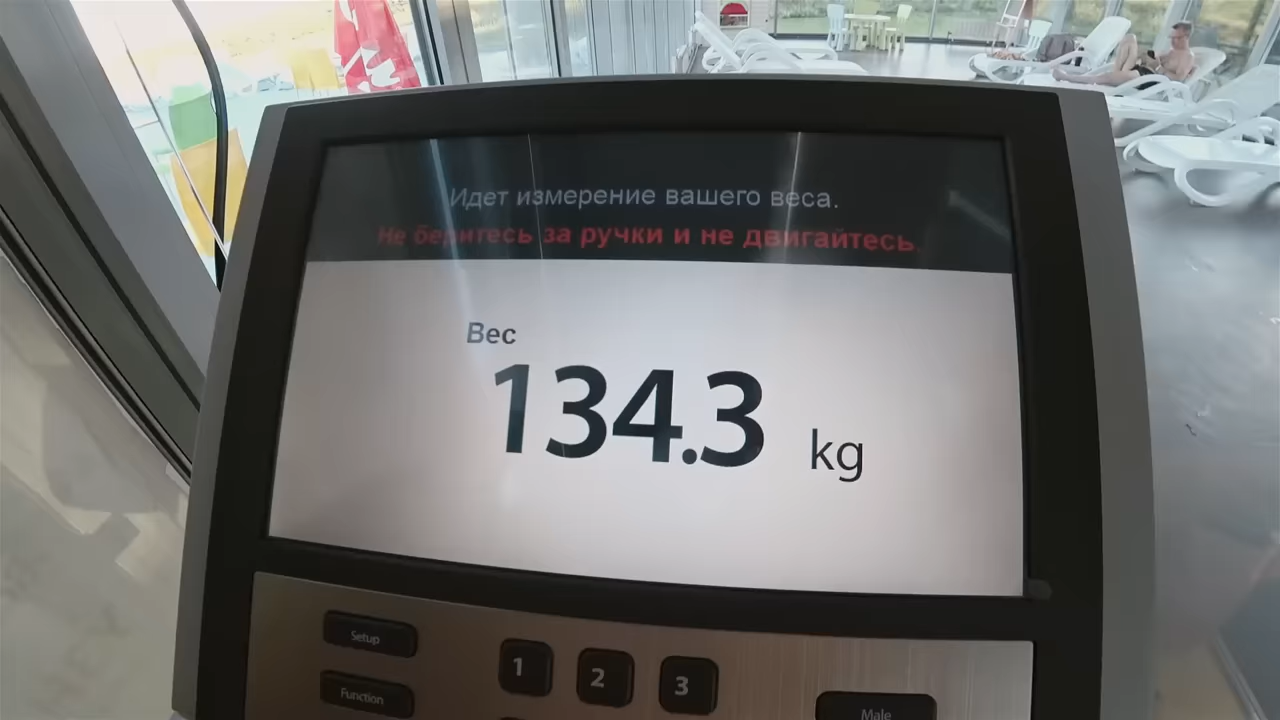 Идет измерение вашего веса.
Не беритесь за ручки и не двигайтесь.
Вес
134.3 kg
Setup
1 2 3
Function
Male